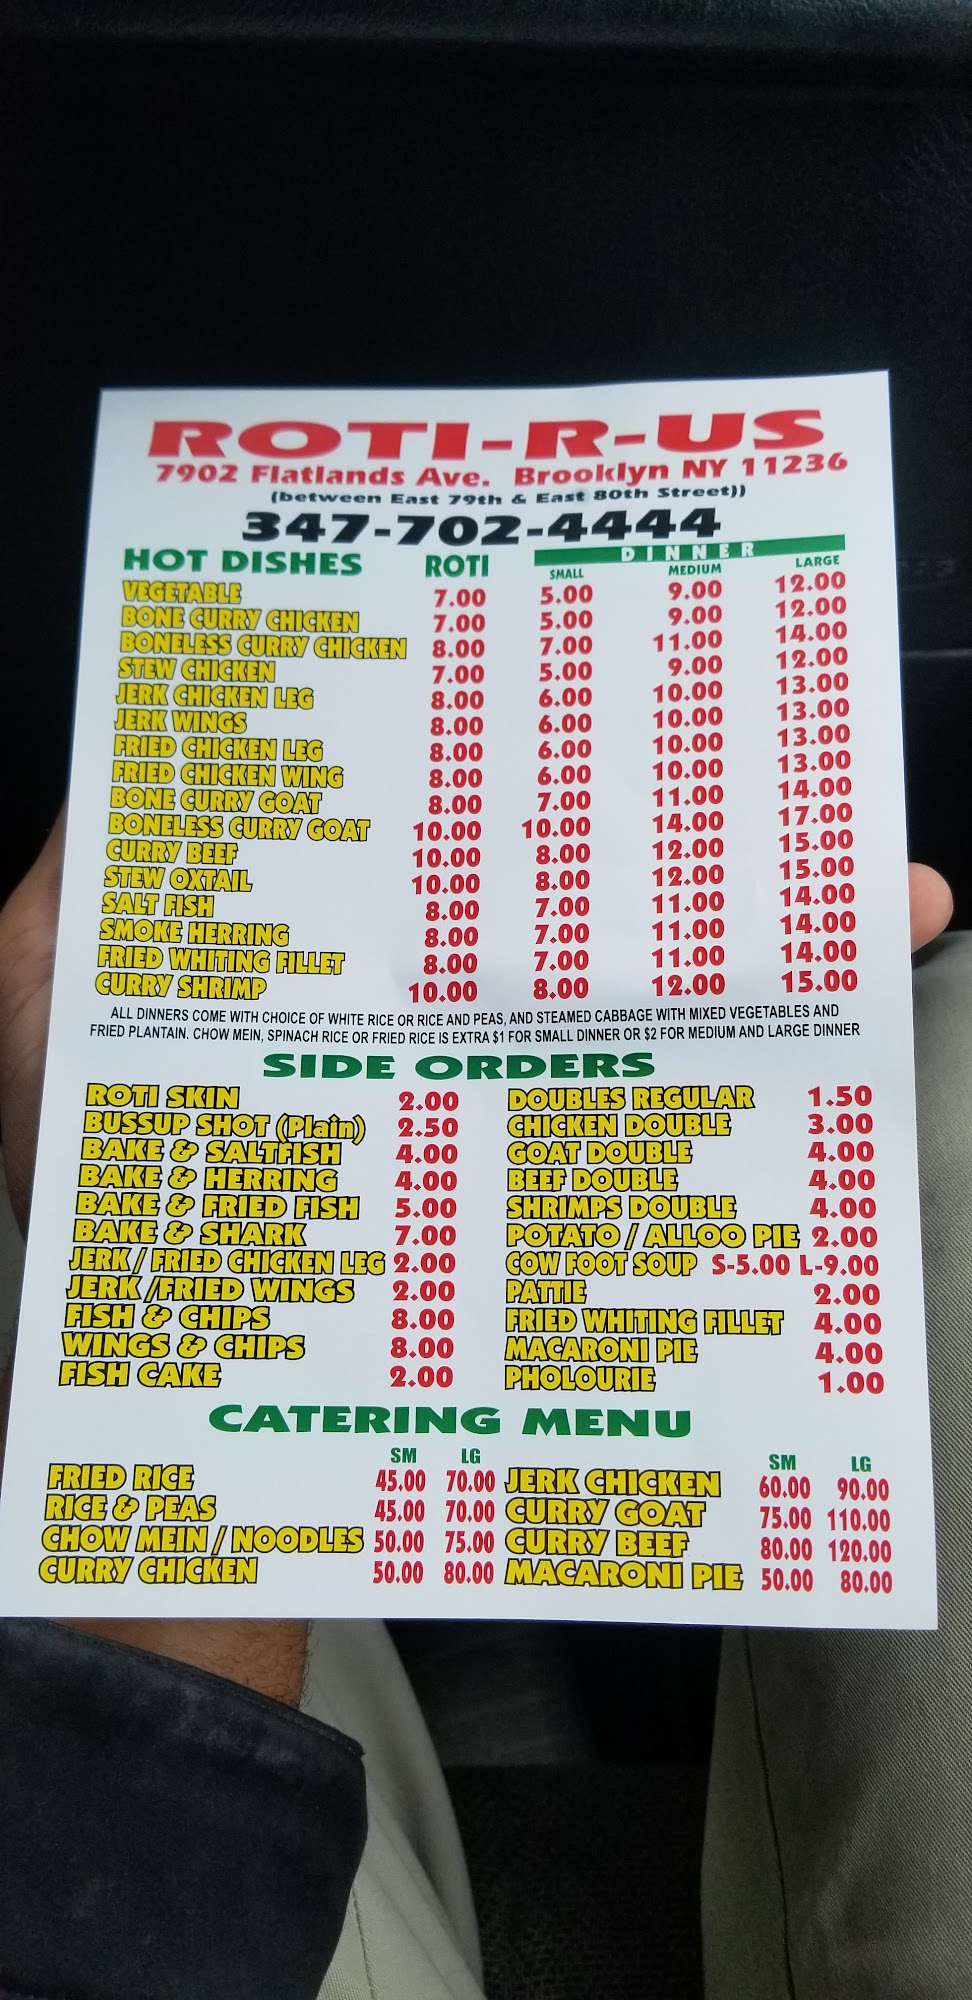 ROTI-R-US
7902 Flatlands Ave. Brooklyn NY 11236
(between East 79th & East 80th Street))
347-702-4444
HOT DISHES ROTI DINNER
SMALL MEDIUM LARGE
VEGETABLE 7.00 5.00 9.00 12.00
BONE CURRY CHICKEN 7.00 5.00 9.00 12.00
BONELESS CURRY CHICKEN 8.00 7.00 11.00 14.00
STEW CHICKEN 7.00 5.00 9.00 12.00
JERK CHICKEN LEG 8.00 6.00 10.00 13.00
JERK WINGS 8.00 6.00 10.00 13.00
FRIED CHICKEN LEG 8.00 6.00 10.00 13.00
FRIED CHICKEN WING 8.00 6.00 10.00 13.00
BONE CURRY GOAT 8.00 7.00 11.00 14.00
BONELESS CURRY GOAT 10.00 10.00 14.00 17.00
CURRY BEEF 10.00 8.00 12.00 15.00
STEW OXTAIL 10.00 8.00 12.00 15.00
SALT FISH 8.00 7.00 11.00 14.00
SMOKE HERRING 8.00 7.00 11.00 14.00
FRIED WHITING FILLET 8.00 7.00 11.00 14.00
CURRY SHRIMP 10.00 8.00 12.00 15.00
ALL DINNERS COME WITH CHOICE OF WHITE RICE OR RICE AND PEAS, AND STEAMED CABBAGE WITH MIXED VEGETABLES AND
FRIED PLANTAIN. CHOW MEIN, SPINACH RICE OR FRIED RICE IS EXTRA $1 FOR SMALL DINNER OR $2 FOR MEDIUM AND LARGE DINNER
SIDE ORDERS
ROTI SKIN 2.00 DOUBLES REGULAR 1.50
BUSSUP SHOT (Plain) 2.50 CHICKEN DOUBLE 3.00
BAKE & SALTFISH 4.00 GOAT DOUBLE 4.00
BAKE & HERRING 4.00 BEEF DOUBLE 4.00
BAKE & FRIED FISH 5.00 SHRIMPS DOUBLE 4.00
BAKE & SHARK 7.00 POTATO / ALLOO PIE 2.00
JERK / FRIED CHICKEN LEG 2.00 COW FOOT SOUP S-5.00 L-9.00
JERK /FRIED WINGS 2.00 PATTIE 2.00
FISH & CHIPS 8.00 FRIED WHITING FILLET 4.00
WINGS & CHIPS 8.00 MACARONI PIE 4.00
FISH CAKE 2.00 PHOLOURIE 1.00
CATERING MENU
SM LG SM LG
FRIED RICE 45.00 70.00 JERK CHICKEN 60.00 90.00
RICE & PEAS 45.00 70.00 CURRY GOAT 75.00 110.00
CHOW MEIN / NOODLES 50.00 75.00 CURRY BEEF 80.00 120.00
CURRY CHICKEN 50.00 80.00 MACARONI PIE 50.00 80.00